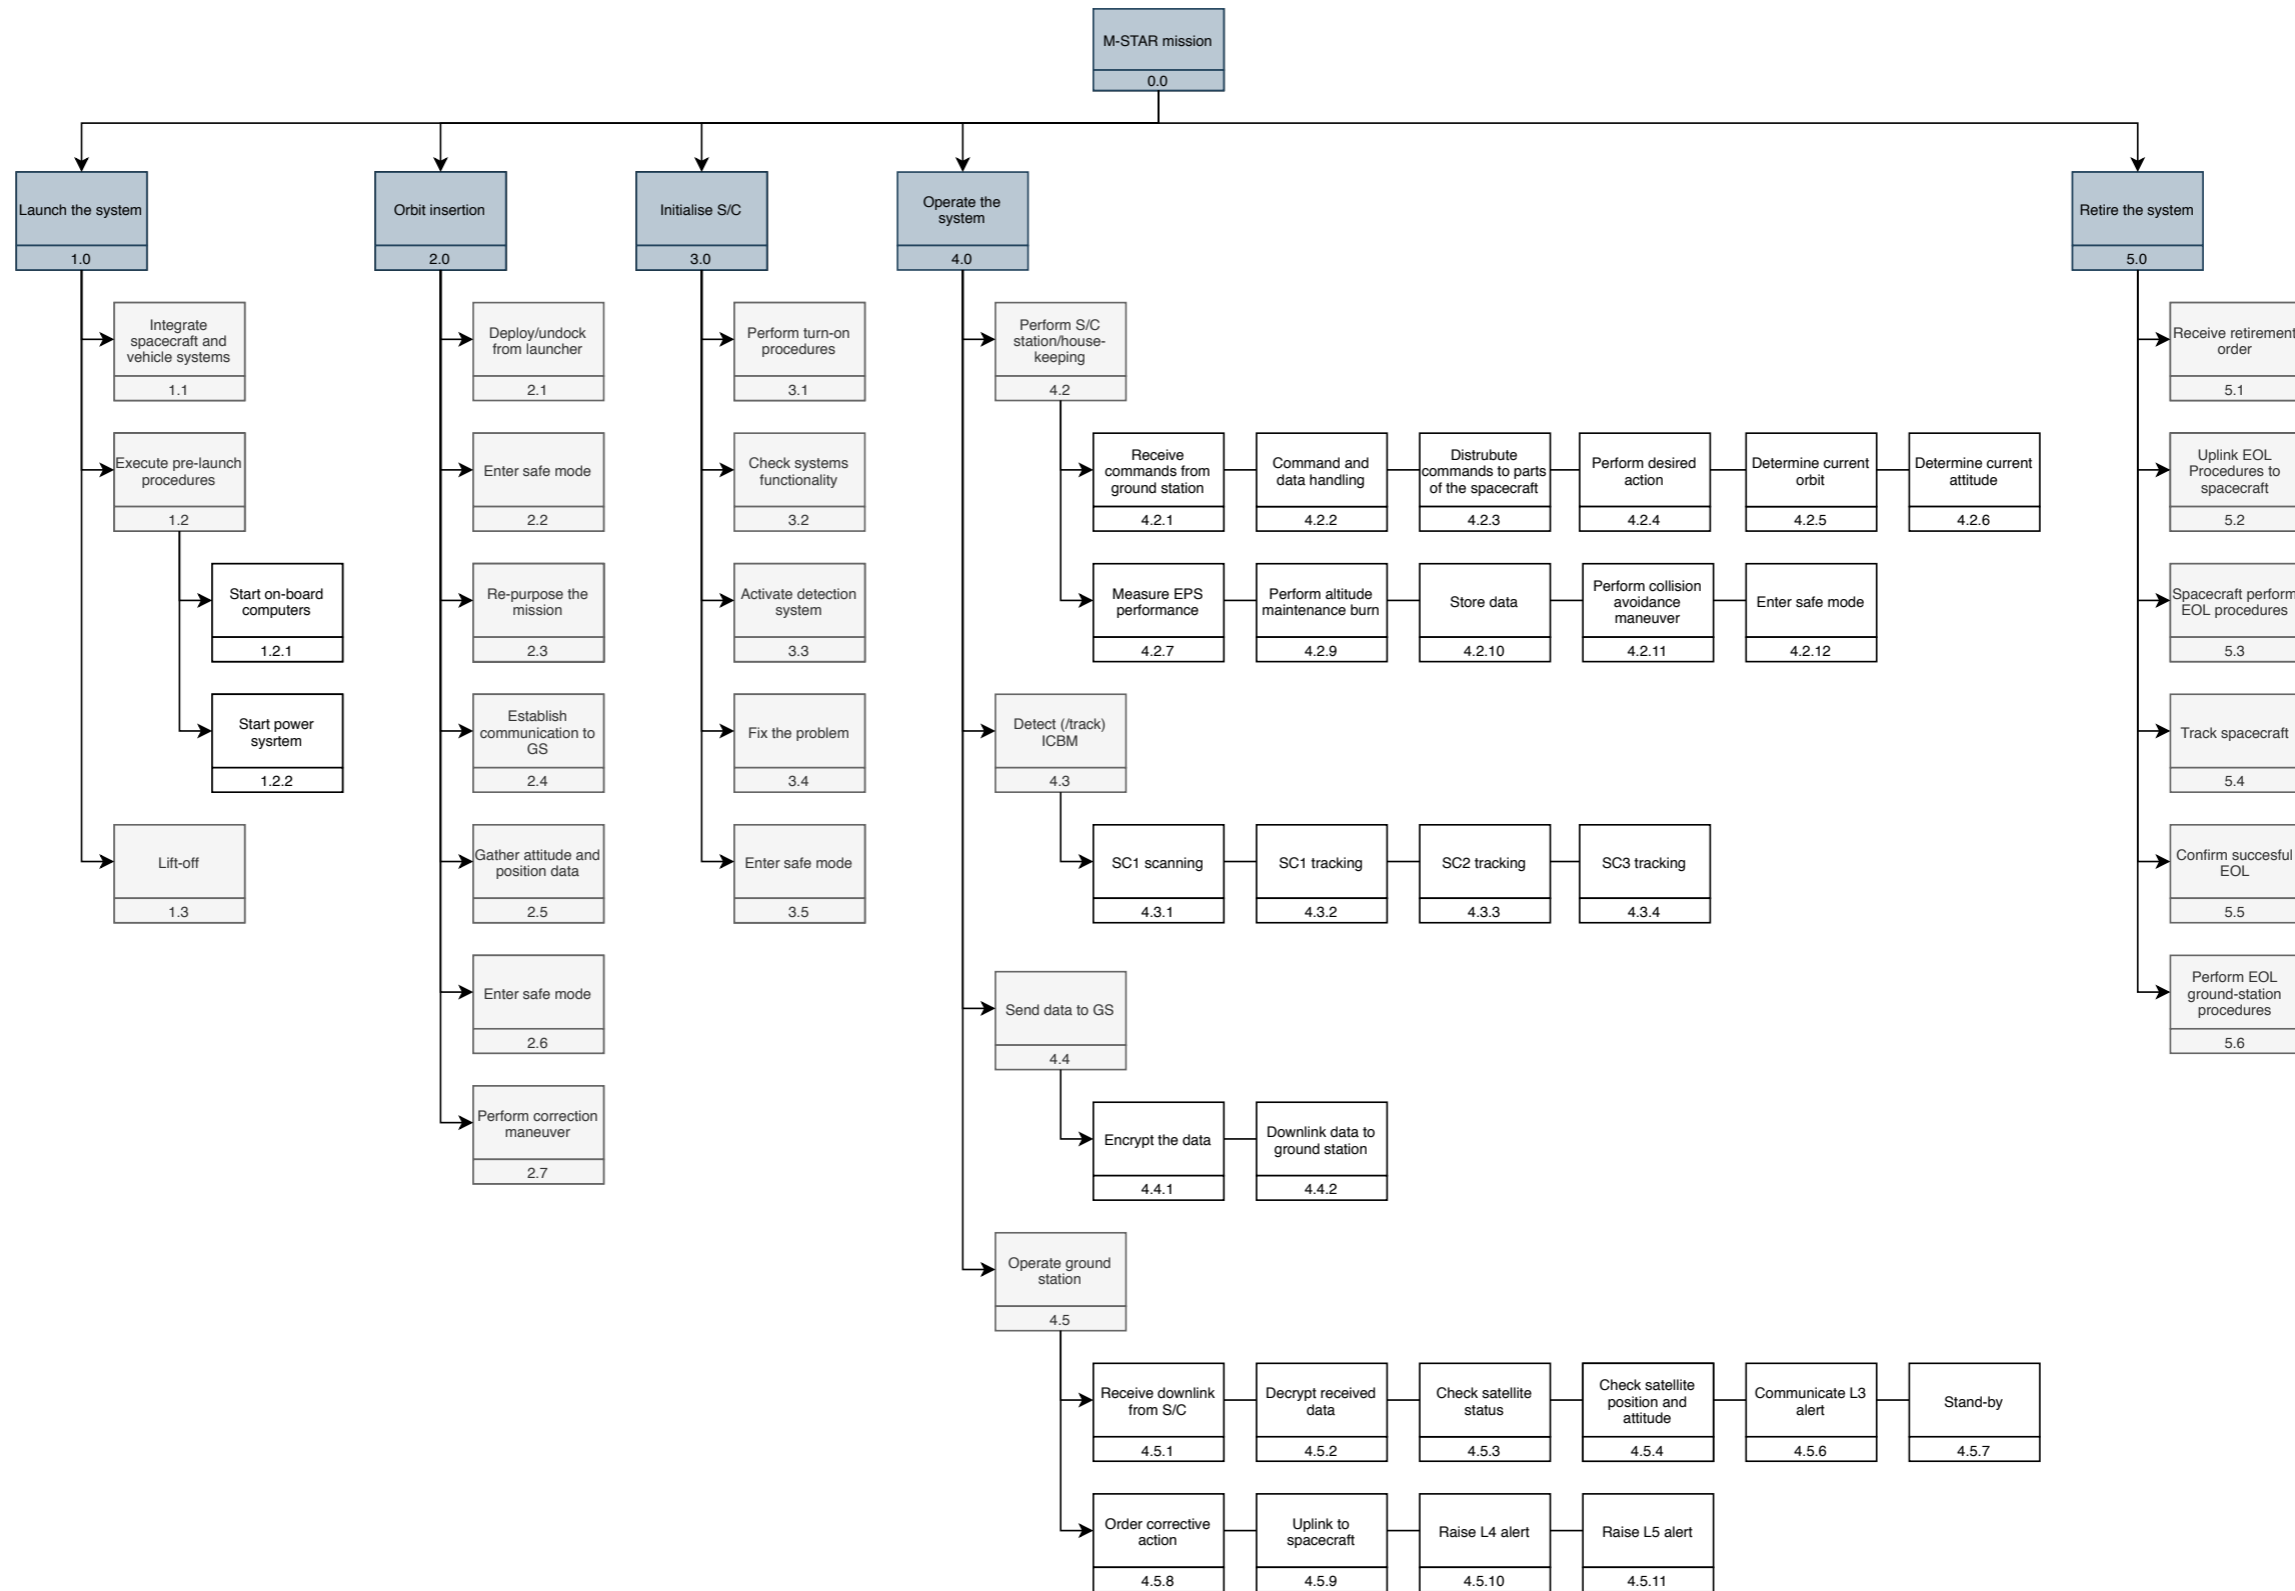 M-STAR mission
0.0
Launch the system
1.0
Orbit insertion
2.0
Initialise S/C
3.0
Operate the
system
4.0
Retire the system
5.0
Integrate
spacecraft and
vehicle systems
1.1
Execute pre-launch
procedures
1.2
Start on-board
computers
1.2.1
Start power
sysrtem
1.2.2
Lift-off
1.3
Deploy/undock
from launcher
2.1
Enter safe mode
2.2
Re-purpose the
mission
2.3
Establish
communication to
GS
2.4
Gather attitude and
position data
2.5
Enter safe mode
2.6
Perform correction
maneuver
2.7
Perform turn-on
procedures
3.1
Check systems
functionality
3.2
Activate detection
system
3.3
Fix the problem
3.4
Enter safe mode
3.5
Perform S/C
station/house-
keeping
4.2
Receive
commands from
ground station
4.2.1
Command and
data handling
4.2.2
Distrubute
commands to parts
of the spacecraft
4.2.3
Perform desired
action
4.2.4
Determine current
orbit
4.2.5
Determine current
attitude
4.2.6
Measure EPS
performance
4.2.7
Perform altitude
maintenance burn
4.2.9
Store data
4.2.10
Perform collision
avoidance
maneuver
4.2.11
Enter safe mode
4.2.12
Detect (/track)
ICBM
4.3
SC1 scanning
4.3.1
SC1 tracking
4.3.2
SC2 tracking
4.3.3
SC3 tracking
4.3.4
Send data to GS
4.4
Encrypt the data
4.4.1
Downlink data to
ground station
4.4.2
Operate ground
station
4.5
Receive downlink
from S/C
4.5.1
Decrypt received
data
4.5.2
Check satellite
status
4.5.3
Check satellite
position and
attitude
4.5.4
Communicate L3
alert
4.5.6
Stand-by
4.5.7
Order corrective
action
4.5.8
Uplink to
spacecraft
4.5.9
Raise L4 alert
4.5.10
Raise L5 alert
4.5.11
Receive retirement
order
5.1
Uplink EOL
Procedures to
spacecraft
5.2
Spacecraft perform
EOL procedures
5.3
Track spacecraft
5.4
Confirm succesful
EOL
5.5
Perform EOL
ground-station
procedures
5.6